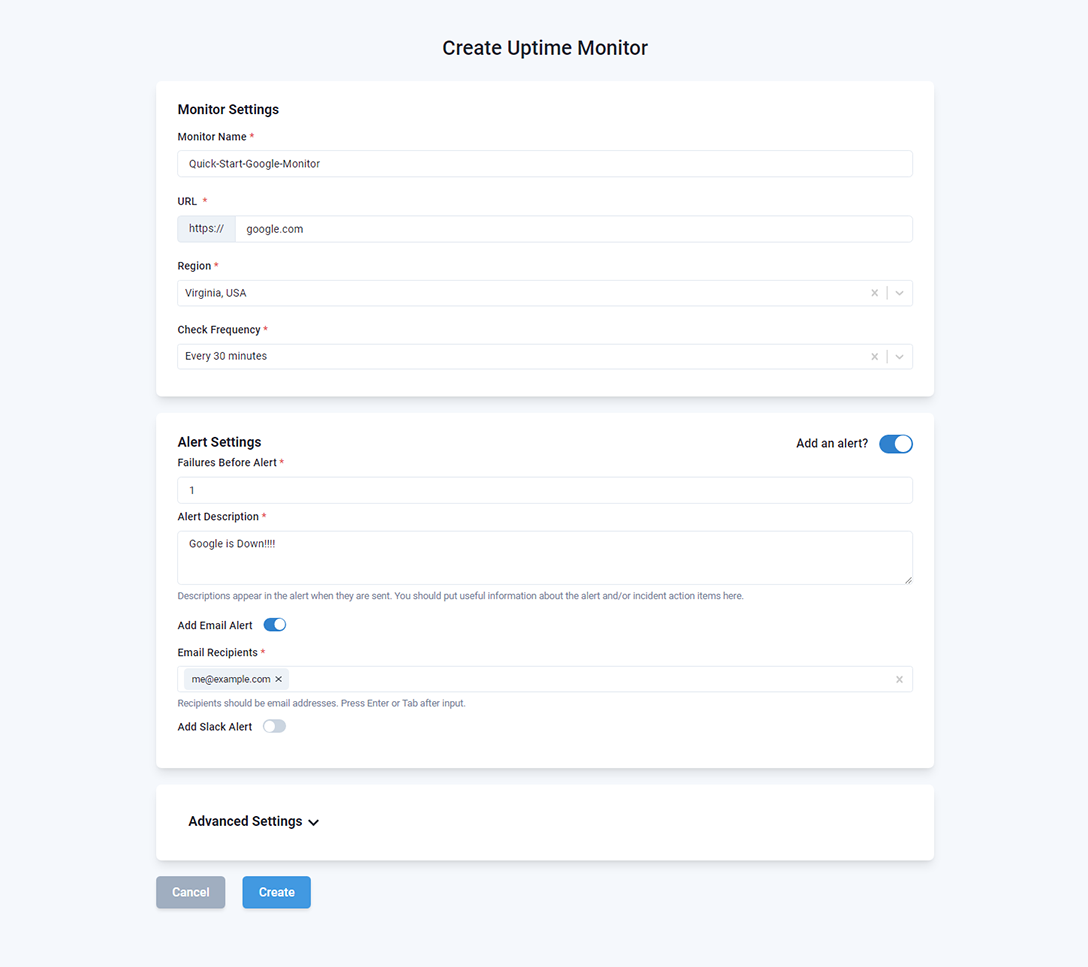 Create Uptime Monitor
Monitor Settings
Monitor Name *
Quick-Start-Google-Monitor
URL *
https:// google.com
Region *
Virginia, USA
Check Frequency *
Every 30 minutes
Alert Settings
Add an alert?
Failures Before Alert *
1
Alert Description *
Google is Down!!!!
Descriptions appear in the alert when they are sent. You should put useful information about the alert and/or incident action items here.
Add Email Alert
Email Recipients *
me@example.com
Recipients should be email addresses. Press Enter or Tab after input.
Add Slack Alert
Advanced Settings
Cancel Create